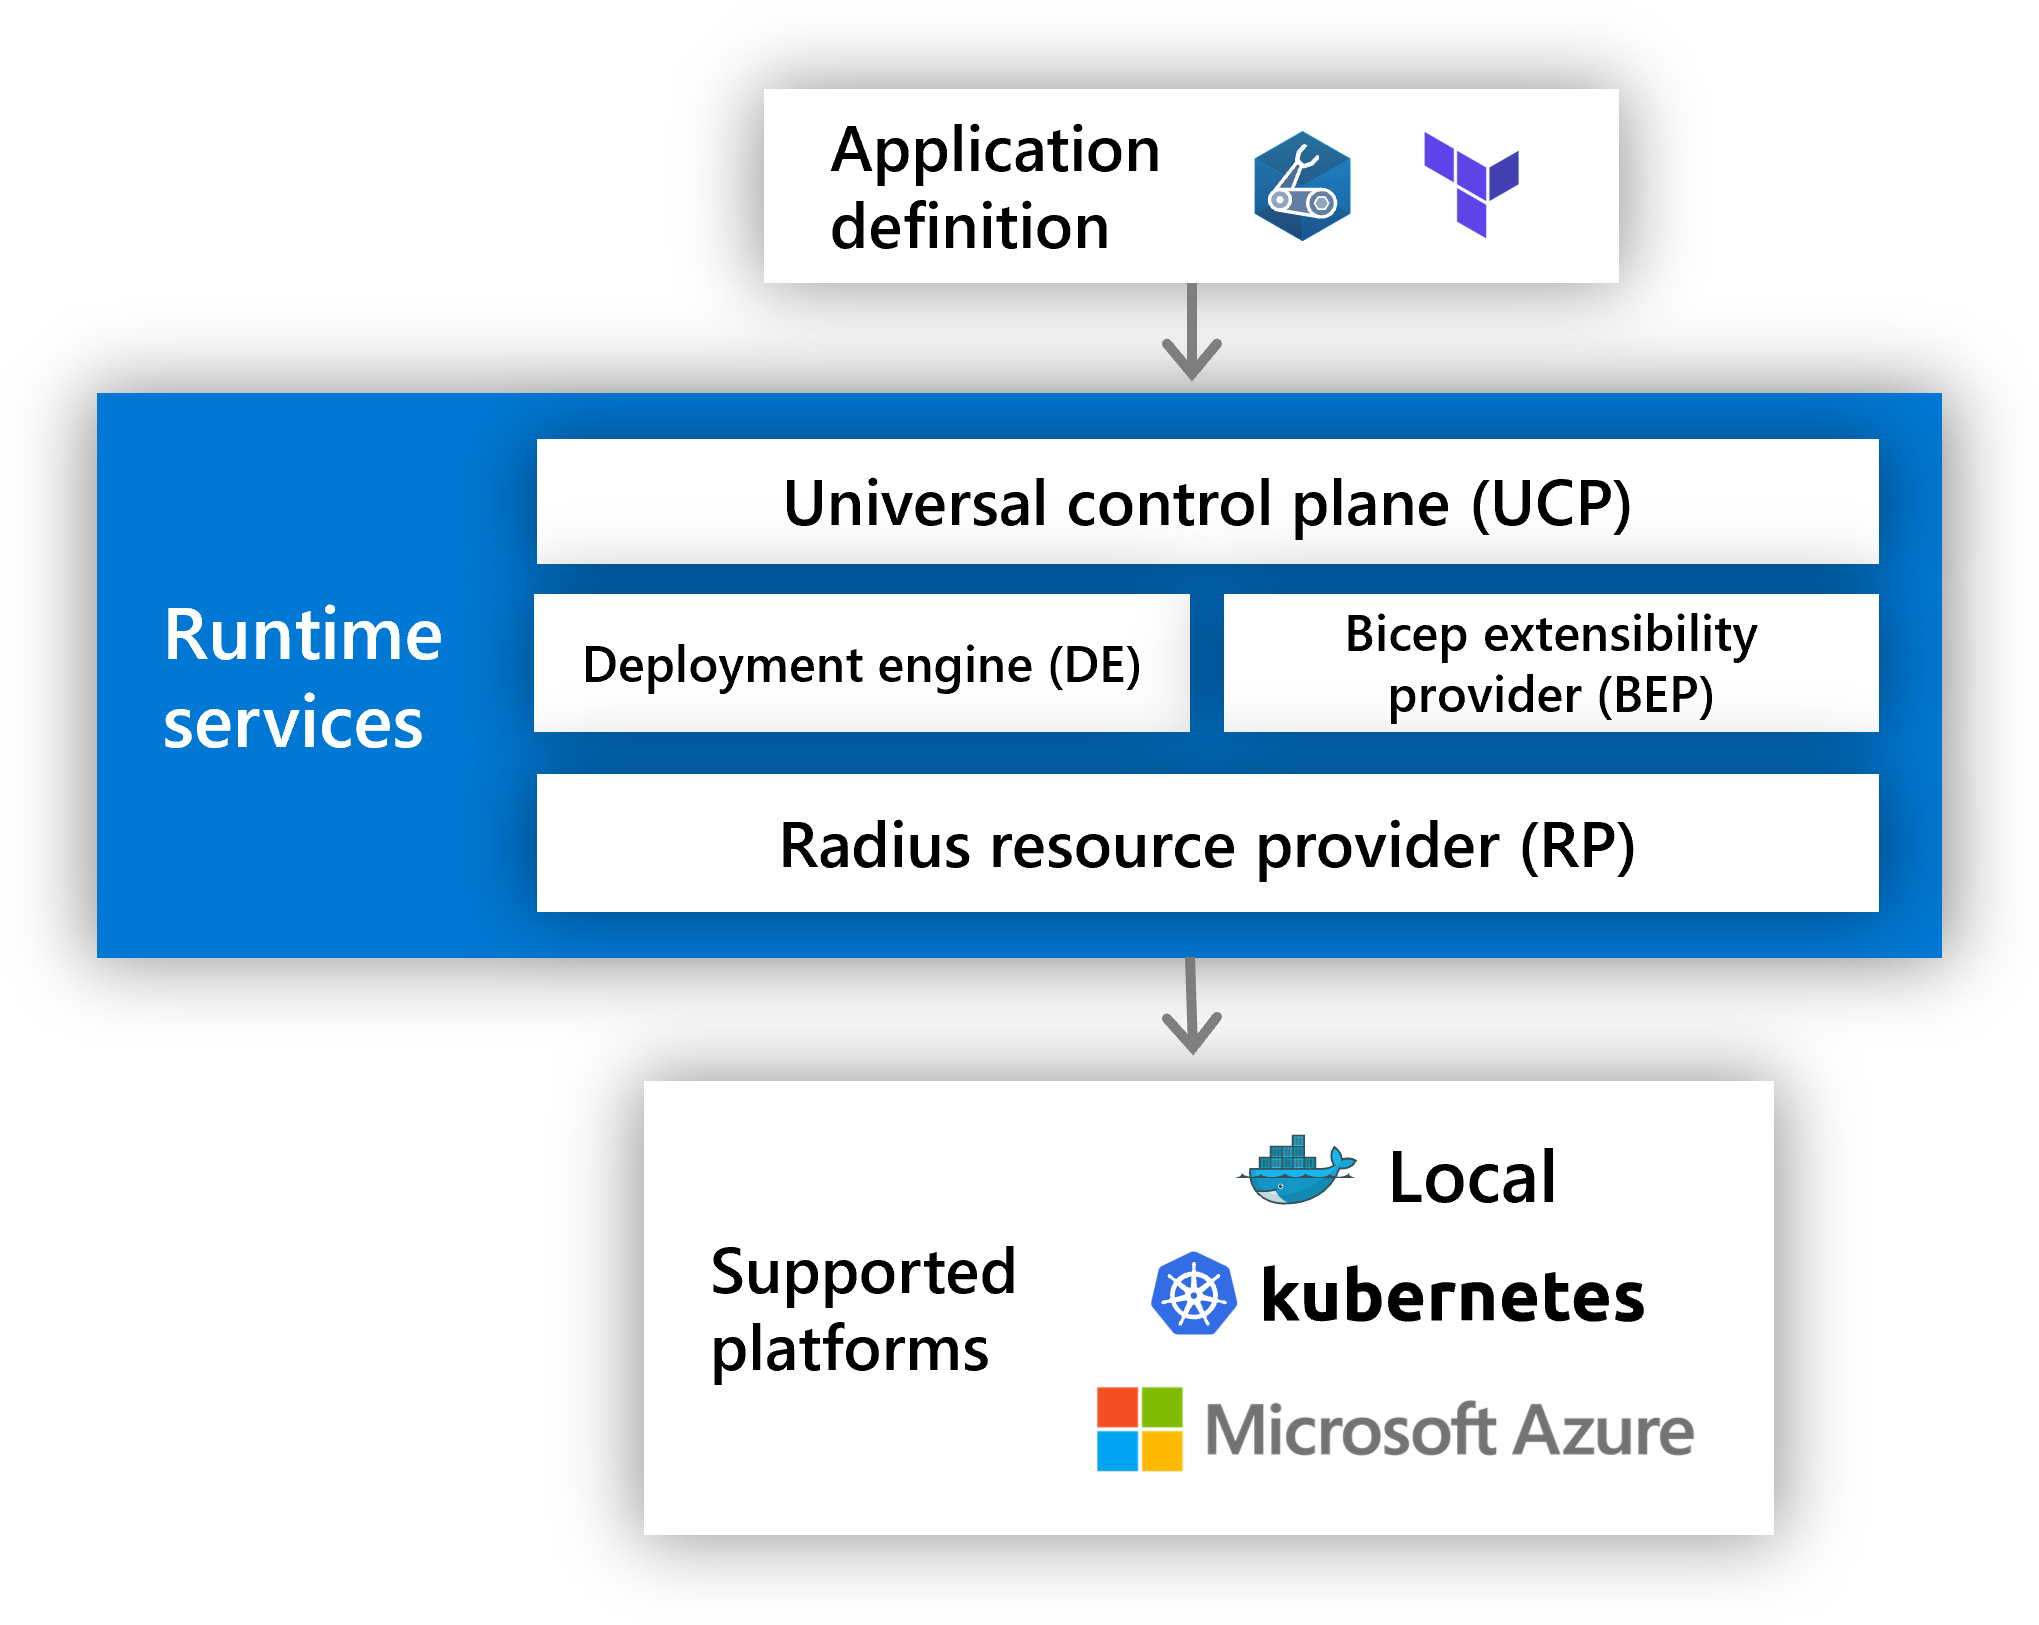 Application
definition
Runtime
services
Universal control plane (UCP)
Deployment engine (DE)
Bicep extensibility
provider (BEP)
Radius resource provider (RP)
Supported
platforms
Local
kubernetes
Microsoft Azure